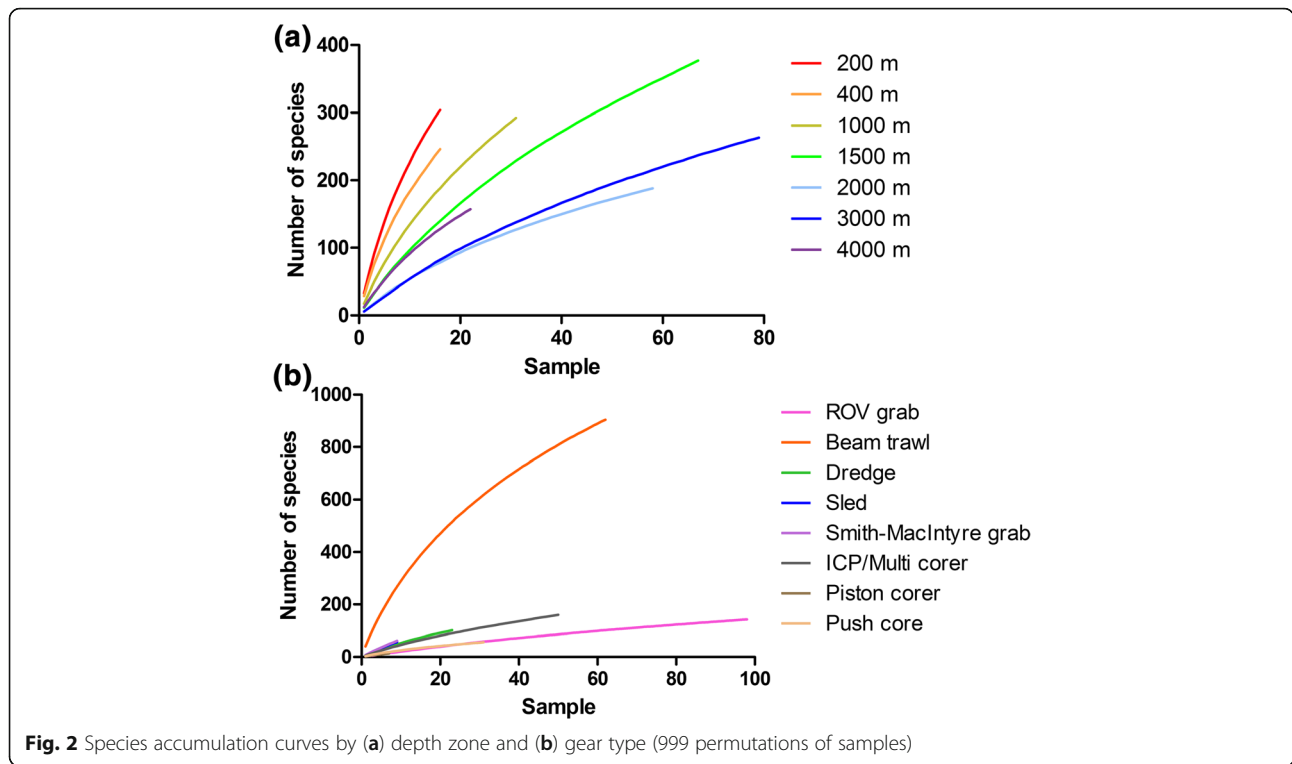 (a)
400
300
200
100
0
Number of species
0 20 40 60 80
Sample
200 m
400 m
1000 m
1500 m
2000 m
3000 m
4000 m
(b)
1000
800
600
400
200
0
Number of species
0 20 40 60 80 100
Sample
ROV grab
Beam trawl
Dredge
Sled
Smith-MacIntyre grab
ICP/Multi corer
Piston corer
Push core
Fig. 2 Species accumulation curves by (a) depth zone and (b) gear type (999 permutations of samples)